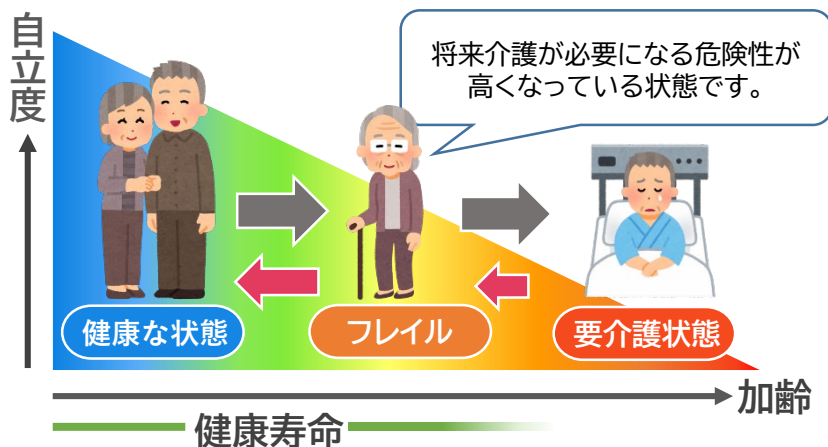 自立度
将来介護が必要になる危険性が
高くなっている状態です。
健康な状態
フレイル
要介護状態
加齢
健康寿命